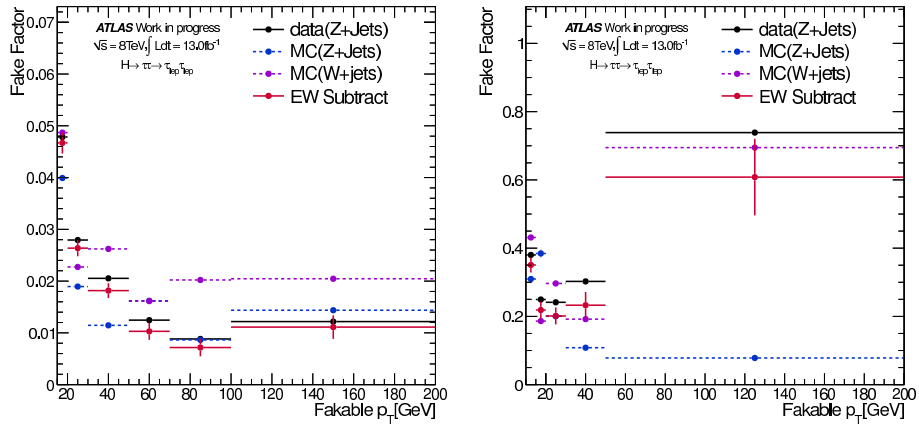 Fake Factor
0.07
0.06
0.05
0.04
0.03
0.02
0.01
0
ATLAS Work in progress
√s = 8TeV,∫ Ldt = 13.0fb⁻¹
H→ ττ→ τlepτlep
data(Z+Jets)
MC(Z+Jets)
MC(W+jets)
EW Subtract
20 40 60 80 100 120 140 160 180 200
Fakable pT[GeV]
Fake Factor
1
0.8
0.6
0.4
0.2
0
ATLAS Work in progress
√s = 8TeV,∫ Ldt = 13.0fb⁻¹
H→ ττ→ τlepτlep
data(Z+Jets)
MC(Z+Jets)
MC(W+jets)
EW Subtract
20 40 60 80 100 120 140 160 180 200
Fakable pT[GeV]